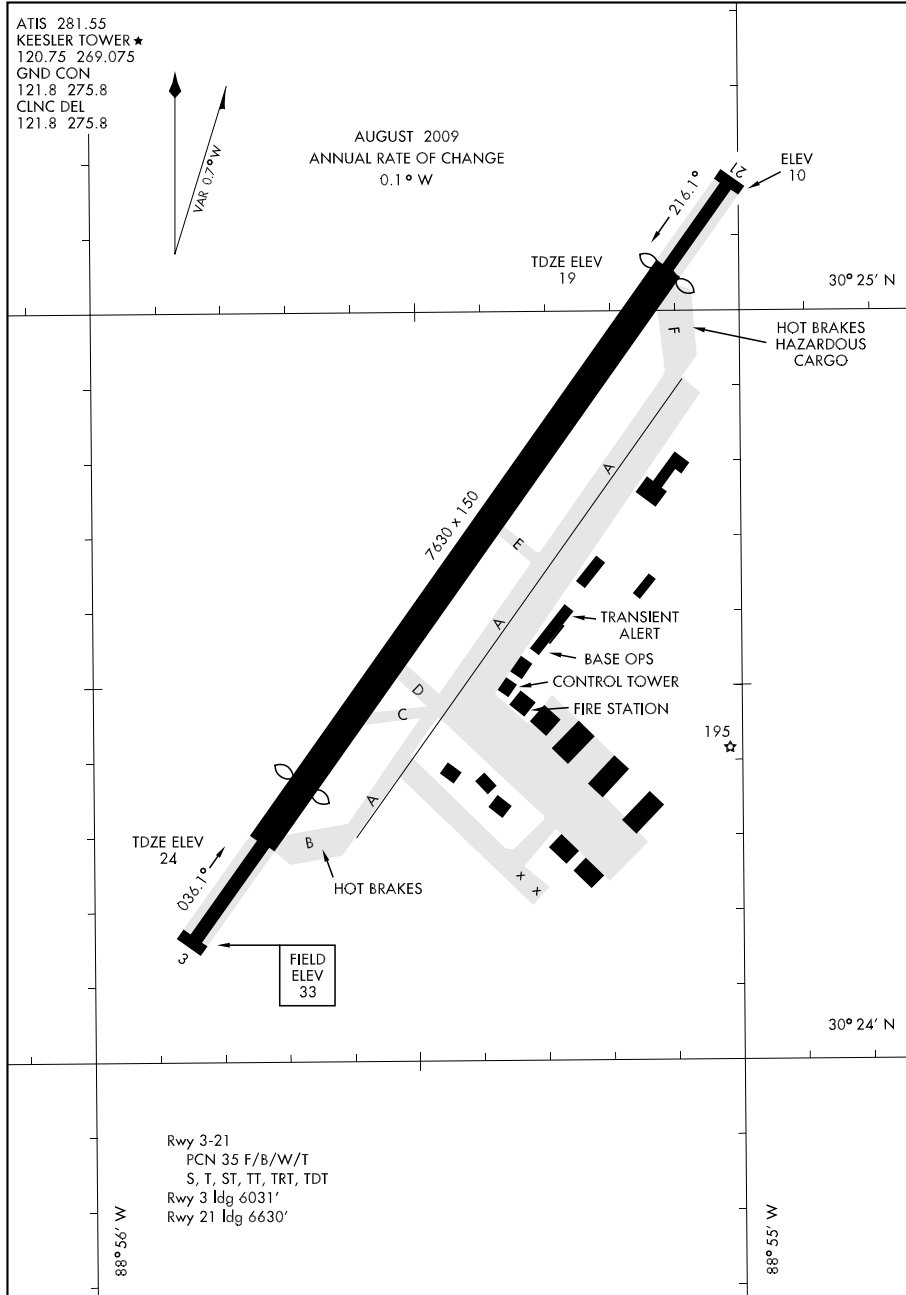 ATIS 281.55
KEESLER TOWER★
120.75 269.075
GND CON
121.8 275.8
CLNC DEL
121.8 275.8
VAR 0.7° W
AUGUST 2009
ANNUAL RATE OF CHANGE
0.1° W
21
ELEV
10
216.1°
TDZE ELEV
19
30° 25' N
F
HOT BRAKES
HAZARDOUS
CARGO
A
7630 x 150
E
A
TRANSIENT
ALERT
BASE OPS
CONTROL TOWER
D
FIRE STATION
C
195
A
TDZE ELEV
24
B
036.1°
HOT BRAKES
x x
3
FIELD
ELEV
33
30° 24' N
Rwy 3-21
PCN 35 F/B/W/T
S, T, ST, TT, TRT, TDT
Rwy 3 ldg 6031'
Rwy 21 ldg 6630'
88° 56' W
88° 55' W